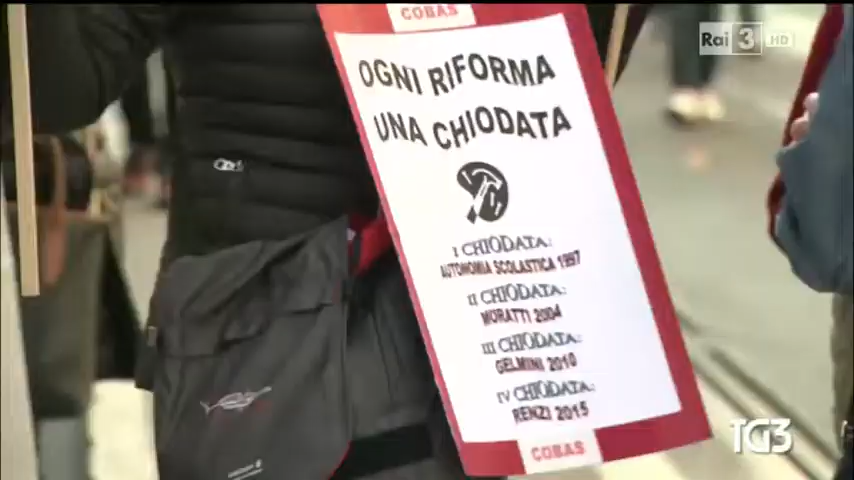 COBAS
Rai 3 HD
OGNI RIFORMA
UNA CHIODATA
I CHIODATA:
AUTONOMIA SCOLASTICA 1997
II CHIODATA:
MORATTI 2004
III CHIODATA:
GELMINI 2010
IV CHIODATA:
RENZI 2015
COBAS
TG3